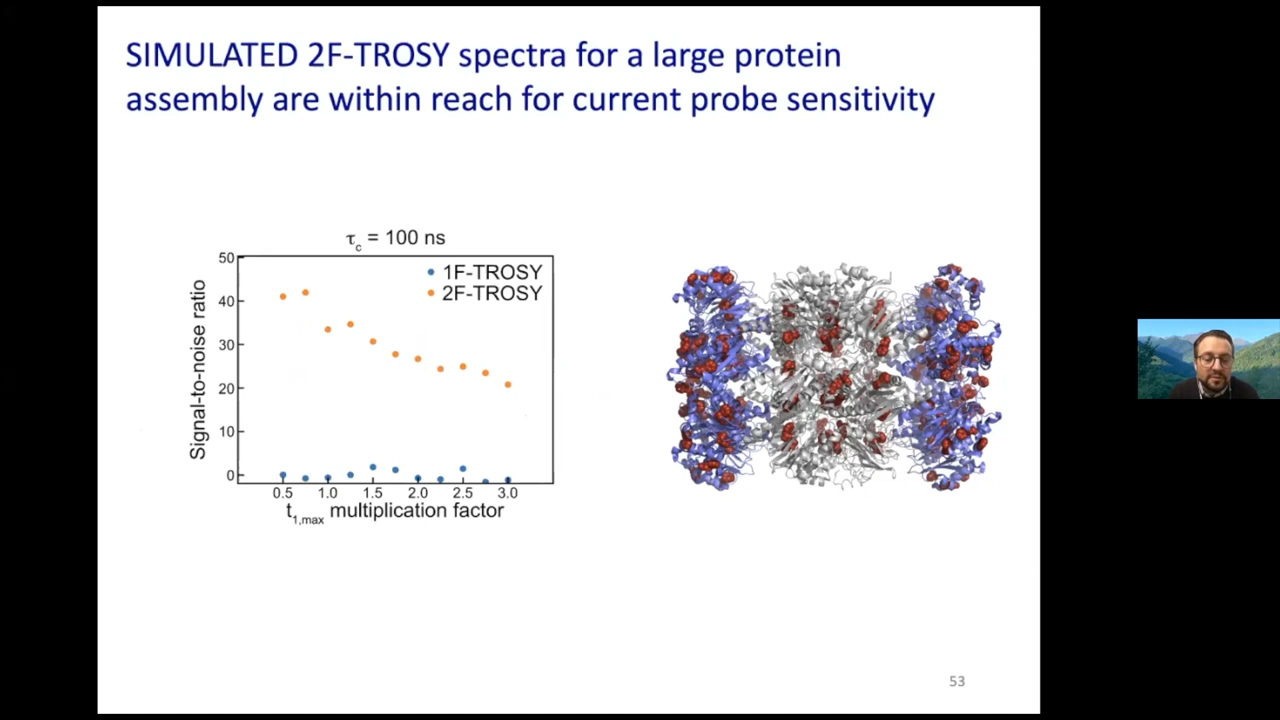 SIMULATED 2F-TROSY spectra for a large protein
assembly are within reach for current probe sensitivity
τc = 100 ns
50
40
30
20
10
0
Signal-to-noise ratio
1F-TROSY
2F-TROSY
0.5 1.0 1.5 2.0 2.5 3.0
t1,max multiplication factor
53